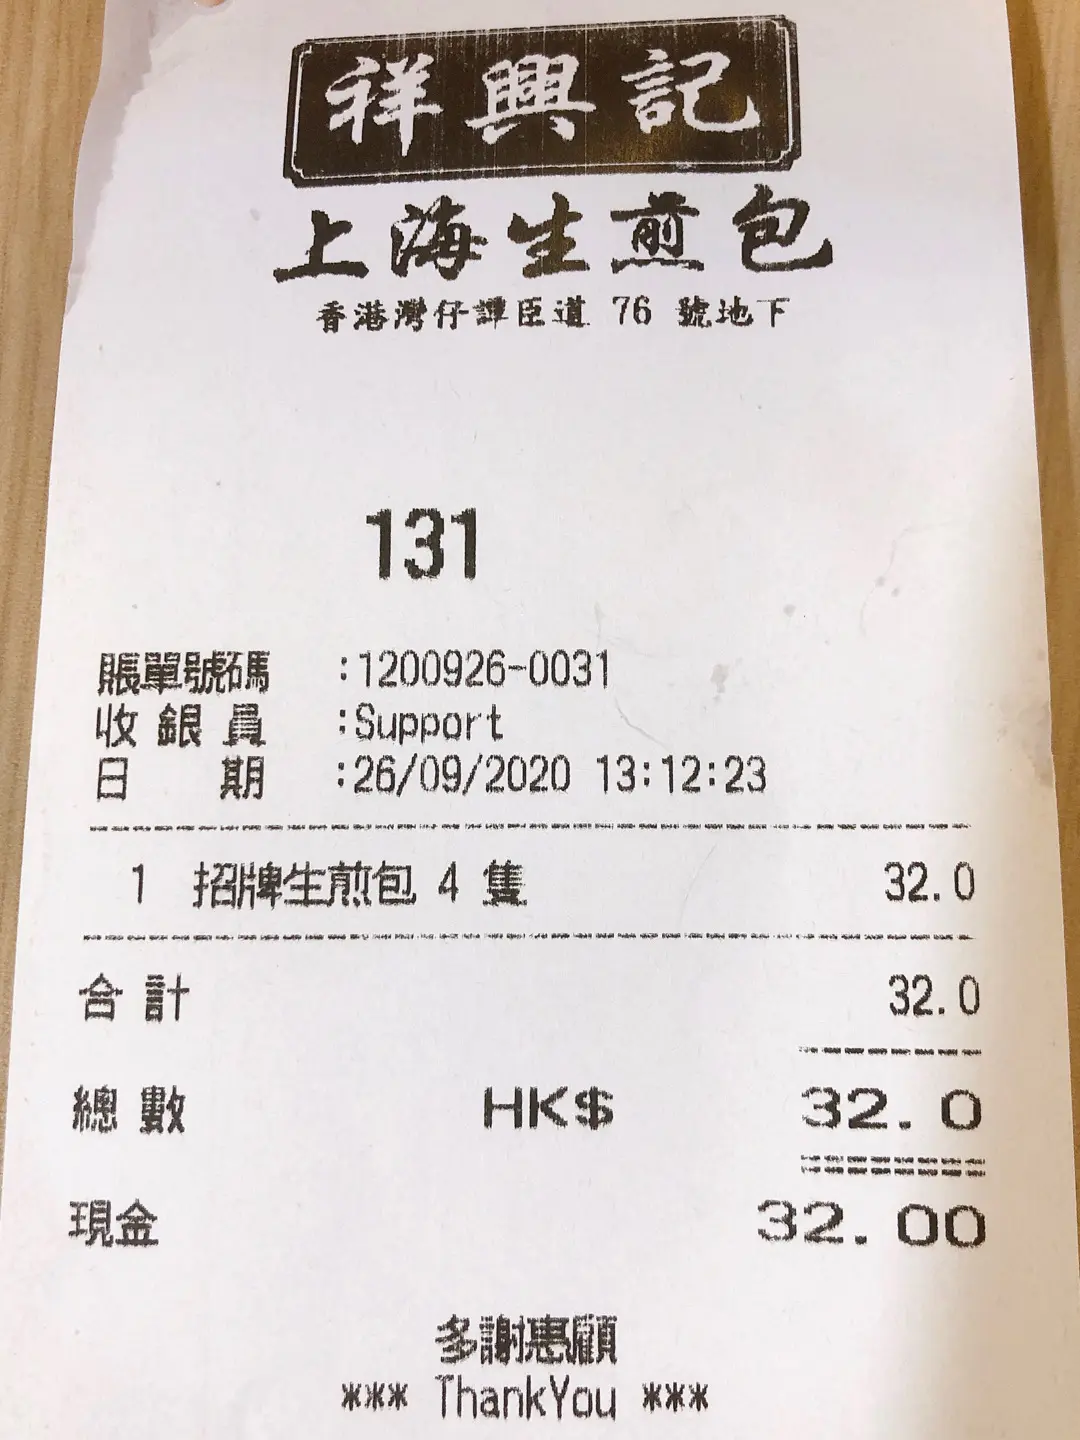 祥興記
上海生煎包
香港灣仔譚臣道 76 號地下
131
賬單號碼 :1200926-0031
收銀員 :Support
日期 :26/09/2020 13:12:23
1 招牌生煎包 4 隻 32.0
合計 32.0
總數 HK$ 32.0
現金 32.00
多謝惠顧
*** ThankYou ***